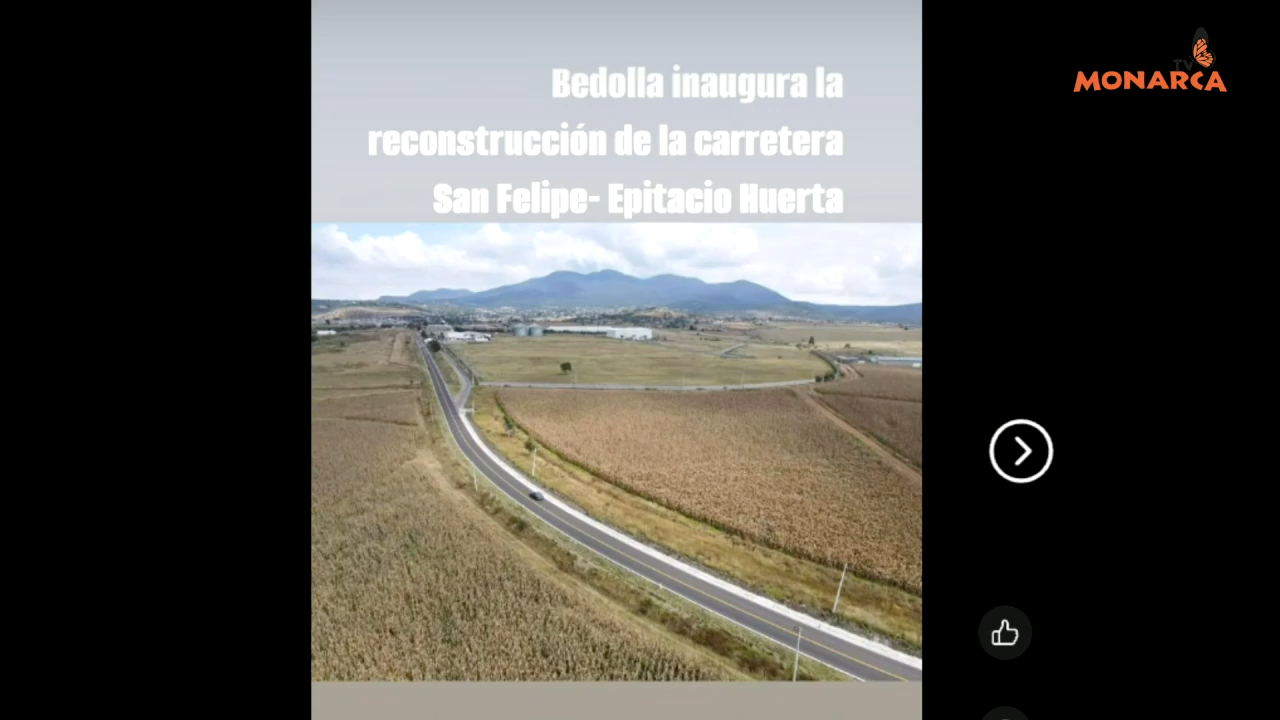 Bedolla inaugura la
reconstrucción de la carretera
San Felipe- Epitacio Huerta
TV
MONARCA